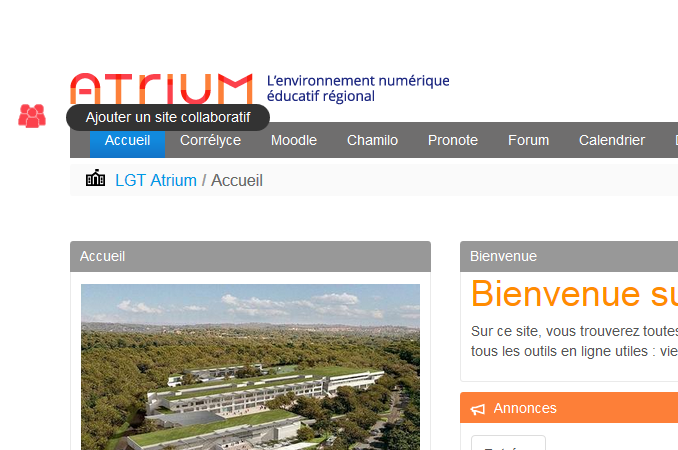 ATRIUM
L'environnement numérique
éducatif régional
Ajouter un site collaboratif
Accueil Corrélyce Moodle Chamilo Pronote Forum Calendrier
LGT Atrium / Accueil
Accueil
Bienvenue
Bienvenue su
Sur ce site, vous trouverez toutes
tous les outils en ligne utiles : vie
Annonces